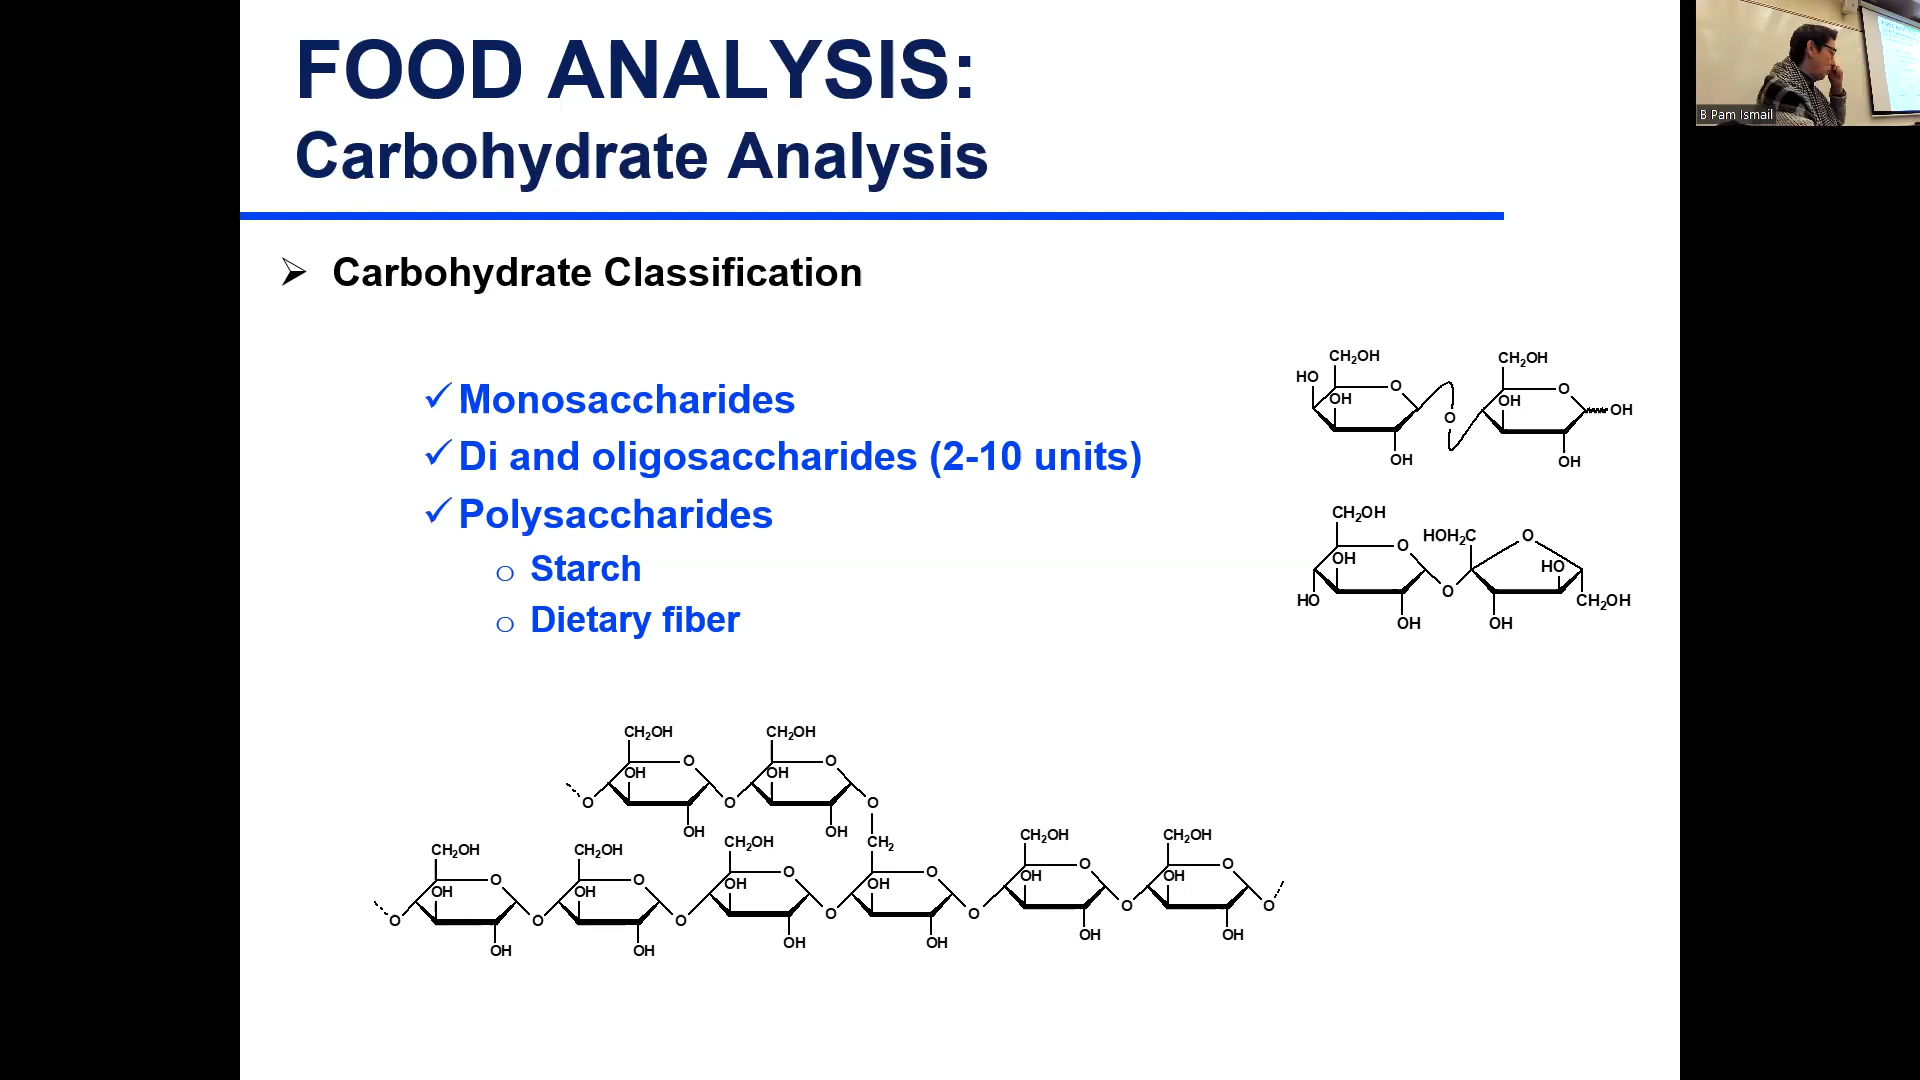 FOOD ANALYSIS:
Carbohydrate Analysis
B Pam Ismail
➢ Carbohydrate Classification
✓ Monosaccharides
✓ Di and oligosaccharides (2-10 units)
✓ Polysaccharides
o Starch
o Dietary fiber
CH₂OH CH₂OH
HO O O
OH OH OH
O
OH OH
CH₂OH
O HOH₂C O
OH HO
O
HO CH₂OH
OH OH
CH₂OH CH₂OH
O O
OH OH
O O O
OH OH
CH₂OH CH₂ CH₂OH CH₂OH
CH₂OH CH₂OH
O O O O
O O
OH OH OH OH
OH OH
O O O O O O O
OH OH OH OH
OH OH